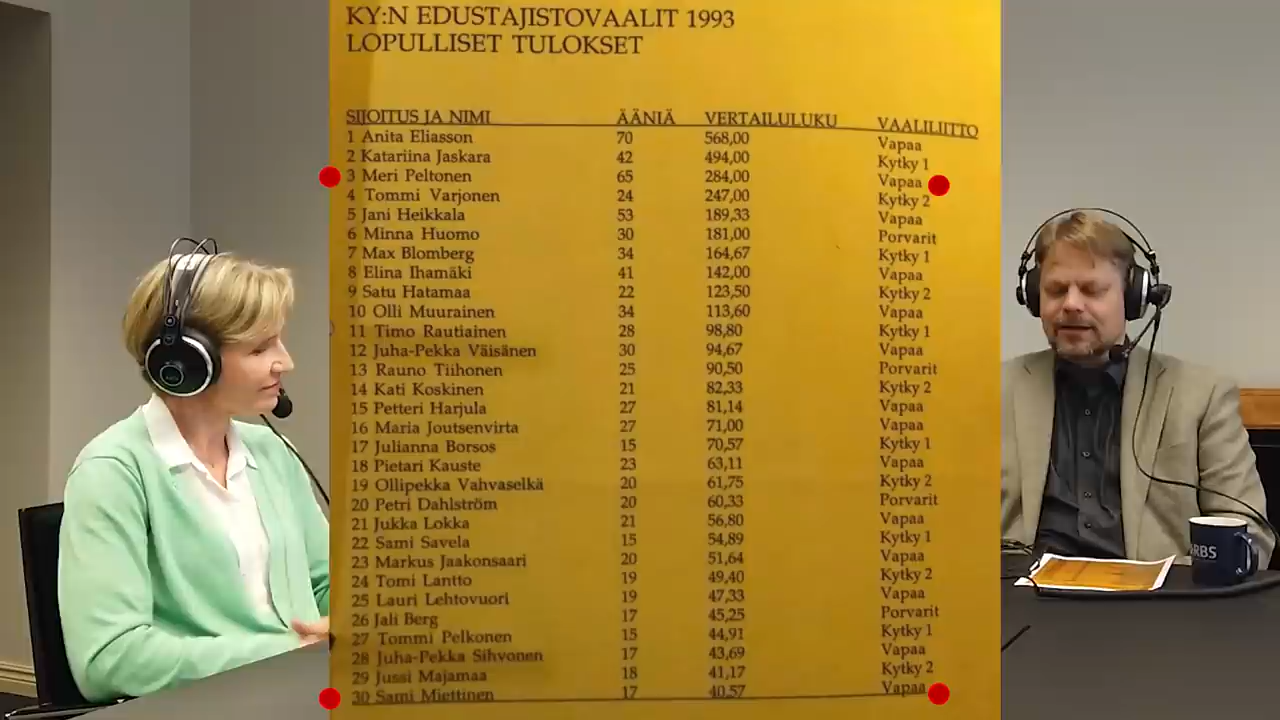 KY:N EDUSTAJISTOVAALIT 1993
LOPULLISET TULOKSET
SIJOITUS JA NIMI ÄÄNIÄ VERTAILULUKU VAALILIITTO
1 Anita Eliasson 70 568,00 Vapaa
2 Katariina Jaskara 42 494,00 Kytky 1
3 Meri Peltonen 65 284,00 Vapaa
4 Tommi Varjonen 24 247,00 Kytky 2
5 Jani Heikkala 53 189,33 Vapaa
6 Minna Huomo 30 181,00 Porvarit
7 Max Blomberg 34 164,67 Kytky 1
8 Elina Ihamäki 41 142,00 Vapaa
9 Satu Hatamaa 22 123,50 Kytky 2
10 Olli Muurainen 34 113,60 Vapaa
11 Timo Rautiainen 28 98,80 Kytky 1
12 Juha-Pekka Väisänen 30 94,67 Vapaa
13 Rauno Tiihonen 25 90,50 Porvarit
14 Kati Koskinen 21 82,33 Kytky 2
15 Petteri Harjula 27 81,14 Vapaa
16 Maria Joutsenvirta 27 71,00 Vapaa
17 Julianna Borsos 15 70,57 Kytky 1
18 Pietari Kauste 23 63,11 Vapaa
19 Ollipekka Vahvaselkä 20 61,75 Kytky 2
20 Petri Dahlström 20 60,33 Porvarit
21 Jukka Lokka 21 56,80 Vapaa
22 Sami Savela 15 54,89 Kytky 1
23 Markus Jaakonsaari 20 51,64 Vapaa
24 Tomi Lantto 19 49,40 Kytky 2
25 Lauri Lehtovuori 19 47,33 Vapaa
26 Jali Berg 17 45,25 Porvarit
27 Tommi Pelkonen 15 44,91 Kytky 1
28 Juha-Pekka Sihvonen 17 43,69 Vapaa
29 Jussi Majamaa 18 41,17 Kytky 2
30 Sami Miettinen 17 40,57 Vapaa
RBS